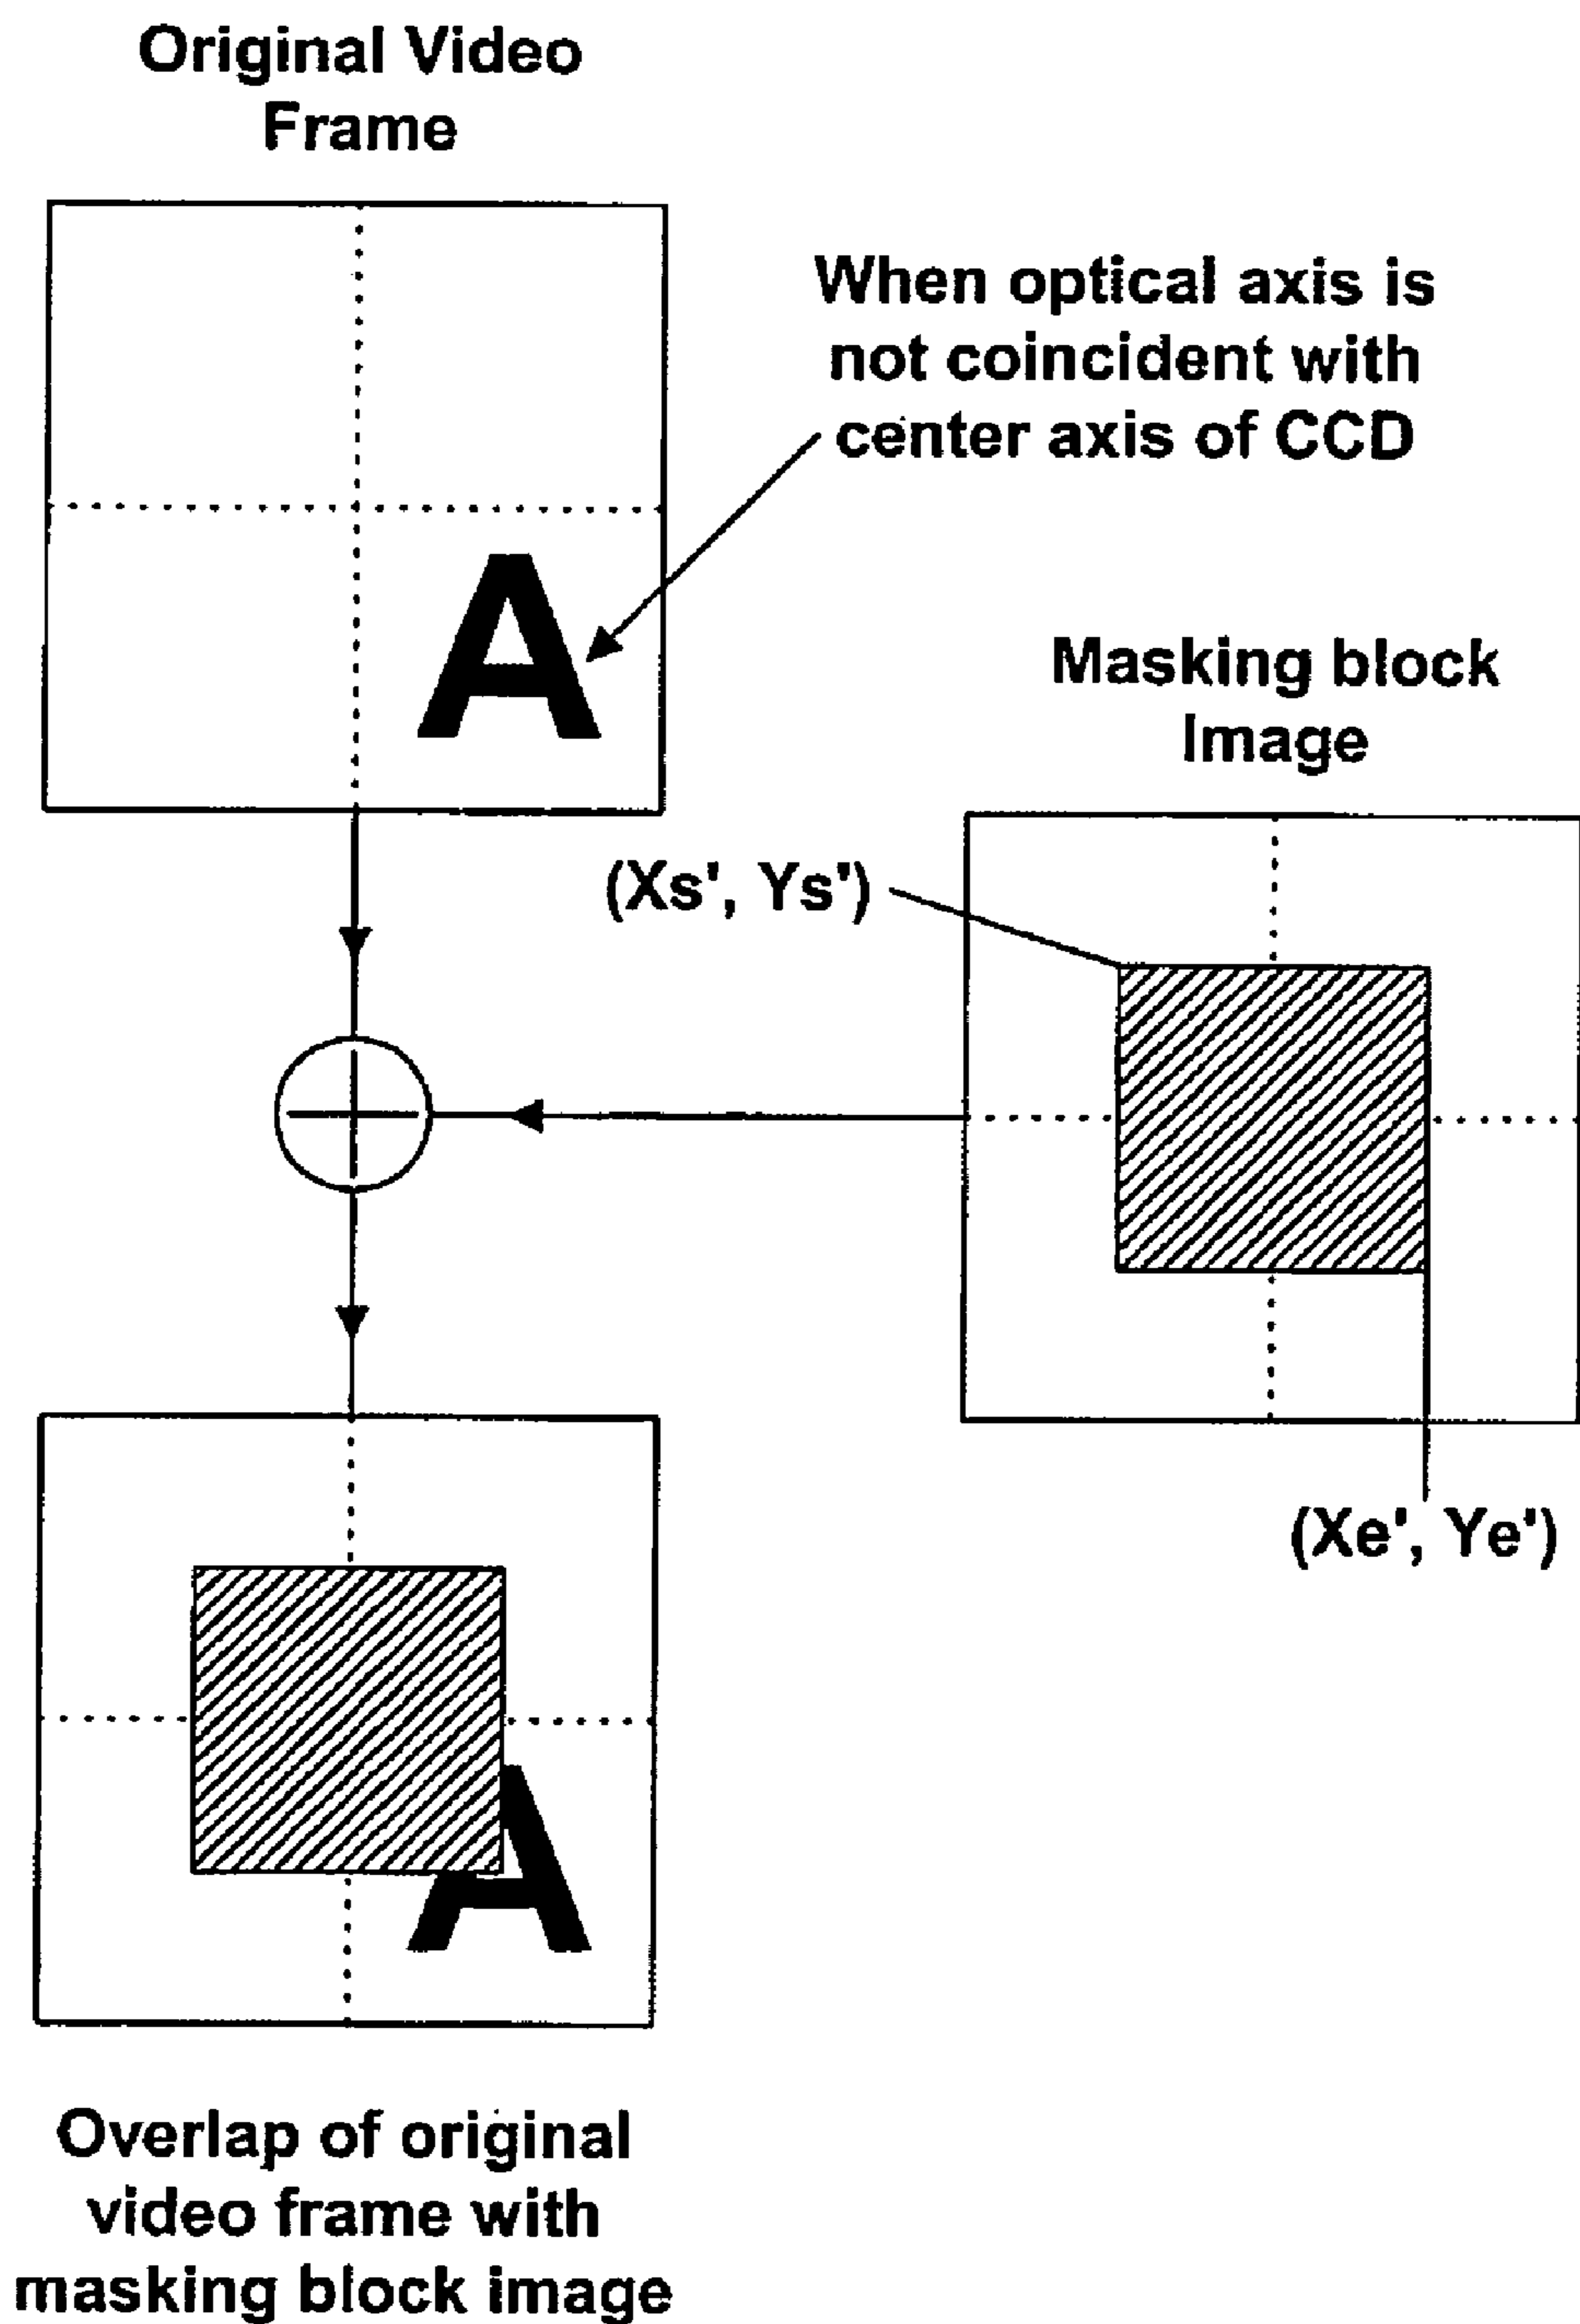 Original Video
Frame
When optical axis is
not coincident with
center axis of CCD
A
Masking block
Image
(Xs', Ys')
(Xe', Ye')
A
Overlap of original
video frame with
masking block image